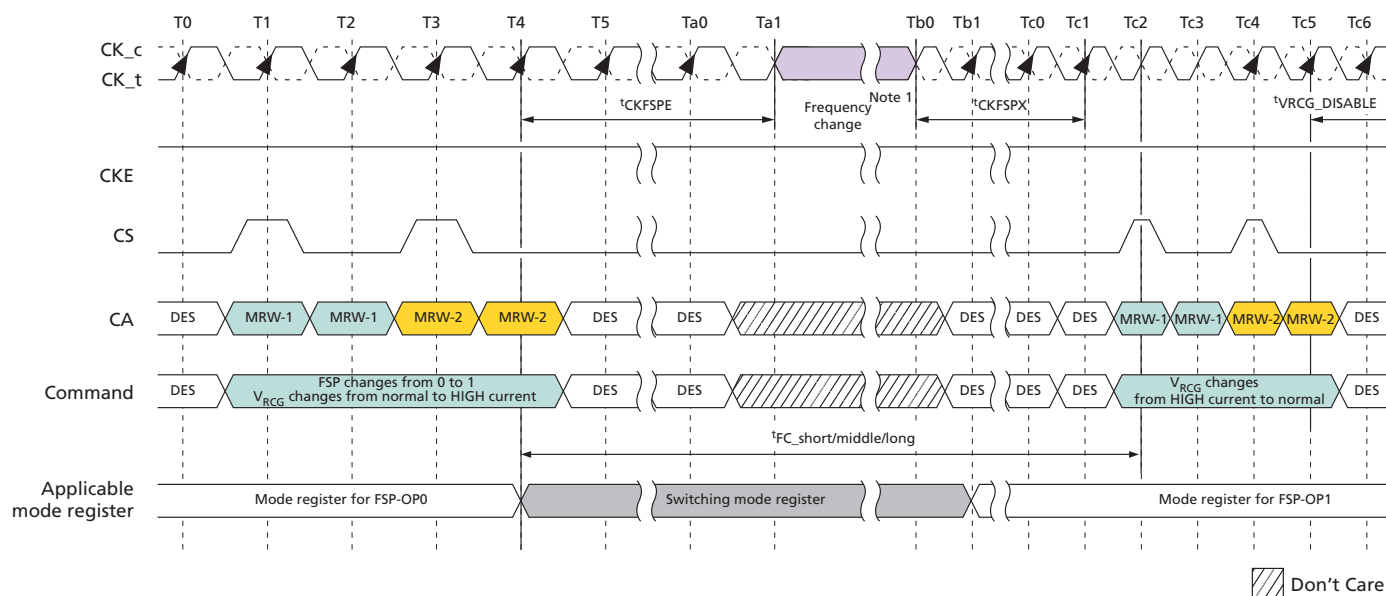 T0 T1 T2 T3 T4 T5 Ta0 Ta1 Tb0 Tb1 Tc0 Tc1 Tc2 Tc3 Tc4 Tc5 Tc6
CK_c
CK_t
tCKFSPE
Frequency
change
Note 1
tCKFSPX
tVRCG_DISABLE
CKE
CS
CA
DES MRW-1 MRW-1 MRW-2 MRW-2 DES DES DES DES DES MRW-1 MRW-1 MRW-2 MRW-2 DES
Command
DES
FSP changes from 0 to 1
VRCG changes from normal to HIGH current
DES DES DES DES DES
VRCG changes
from HIGH current to normal
DES
tFC_short/middle/long
Applicable
mode register
Mode register for FSP-OP0 Switching mode register Mode register for FSP-OP1
Don't Care